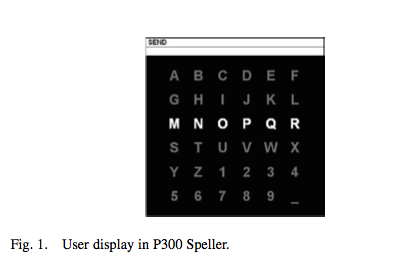 SEND
A B C D E F
G H I J K L
M N O P Q R
S T U V W X
Y Z 1 2 3 4
5 6 7 8 9 _
Fig. 1. User display in P300 Speller.